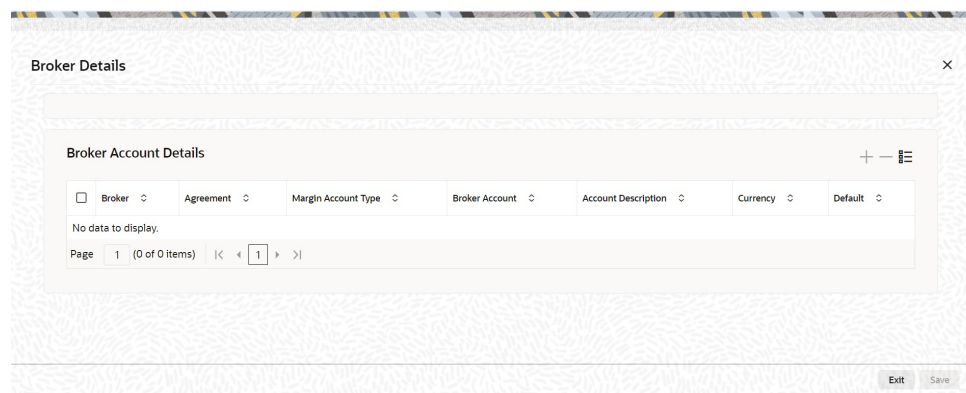 Broker Details
Broker Account Details
Broker Agreement Margin Account Type Broker Account Account Description Currency Default
No data to display.
Page 1 (0 of 0 items) 1
Exit Save